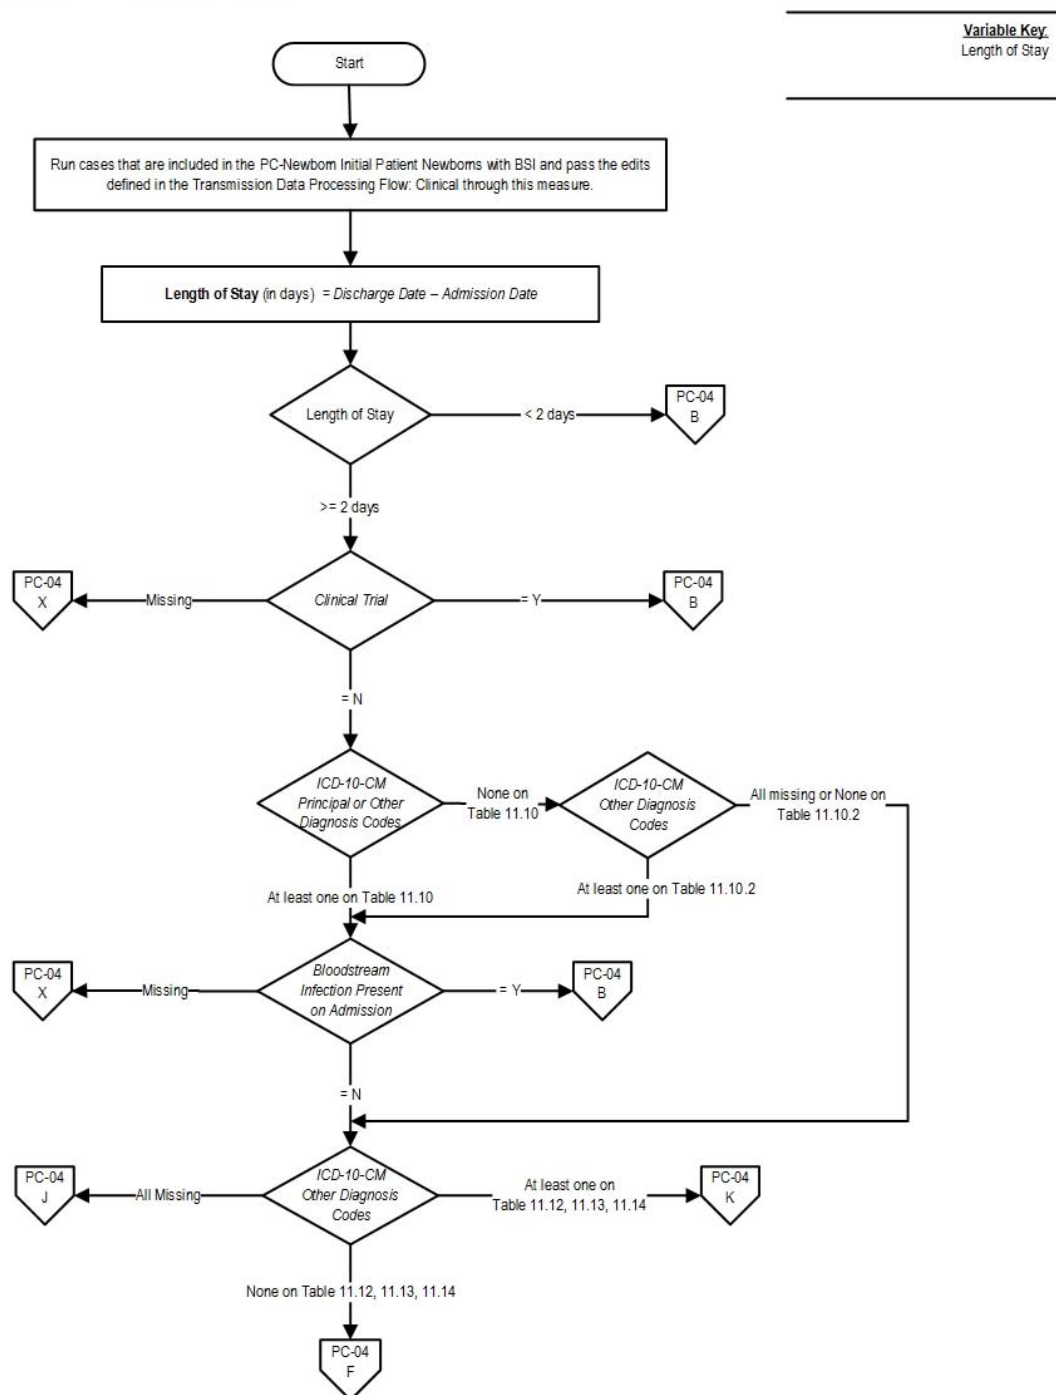 Variable Key:
Length of Stay
Start
Run cases that are included in the PC-Newborn Initial Patient Newborns with BSI and pass the edits
defined in the Transmission Data Processing Flow: Clinical through this measure.
Length of Stay (in days) = Discharge Date – Admission Date
Length of Stay
< 2 days
PC-04
B
>= 2 days
PC-04
X
Missing
Clinical Trial
= Y
PC-04
B
= N
ICD-10-CM
Principal or Other
Diagnosis Codes
None on
Table 11.10
ICD-10-CM
Other Diagnosis
Codes
All missing or None on
Table 11.10.2
At least one on Table 11.10
At least one on Table 11.10.2
PC-04
X
Missing
Bloodstream
Infection Present
on Admission
= Y
PC-04
B
= N
PC-04
J
All Missing
ICD-10-CM
Other Diagnosis
Codes
At least one on
Table 11.12, 11.13, 11.14
PC-04
K
None on Table 11.12, 11.13, 11.14
PC-04
F